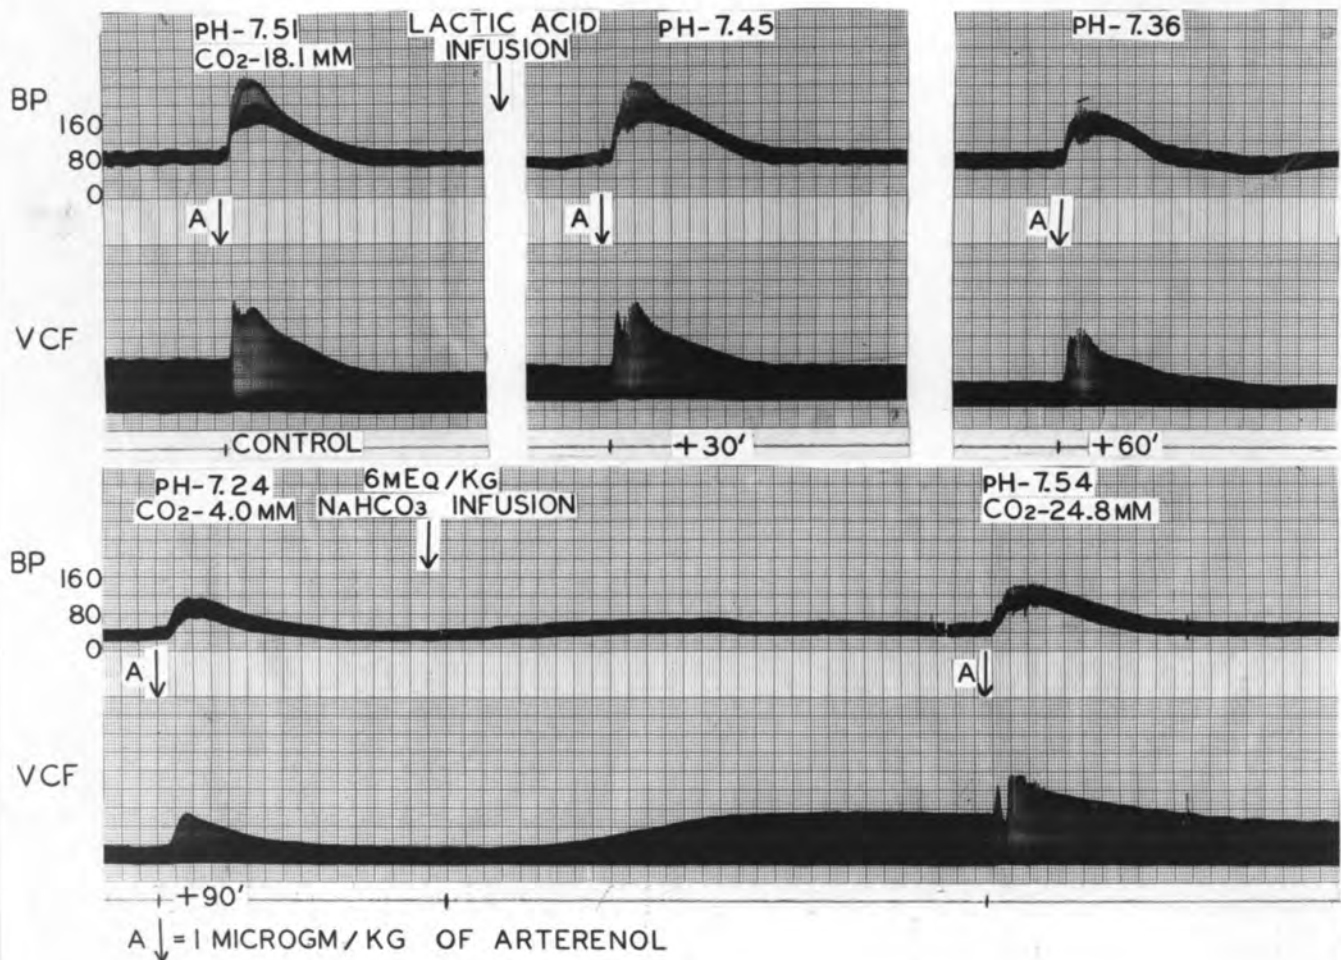 PH-7.51
CO2-18.1 MM
LACTIC ACID
INFUSION
PH-7.45
PH-7.36
BP
160
80
0
A
A
A
VCF
CONTROL
+30'
+60'
PH-7.24
CO2-4.0 MM
6MEQ/KG
NAHCO3 INFUSION
PH-7.54
CO2-24.8 MM
BP
160
80
0
A
A
VCF
+90'
A = 1 MICROGM/KG OF ARTERENOL